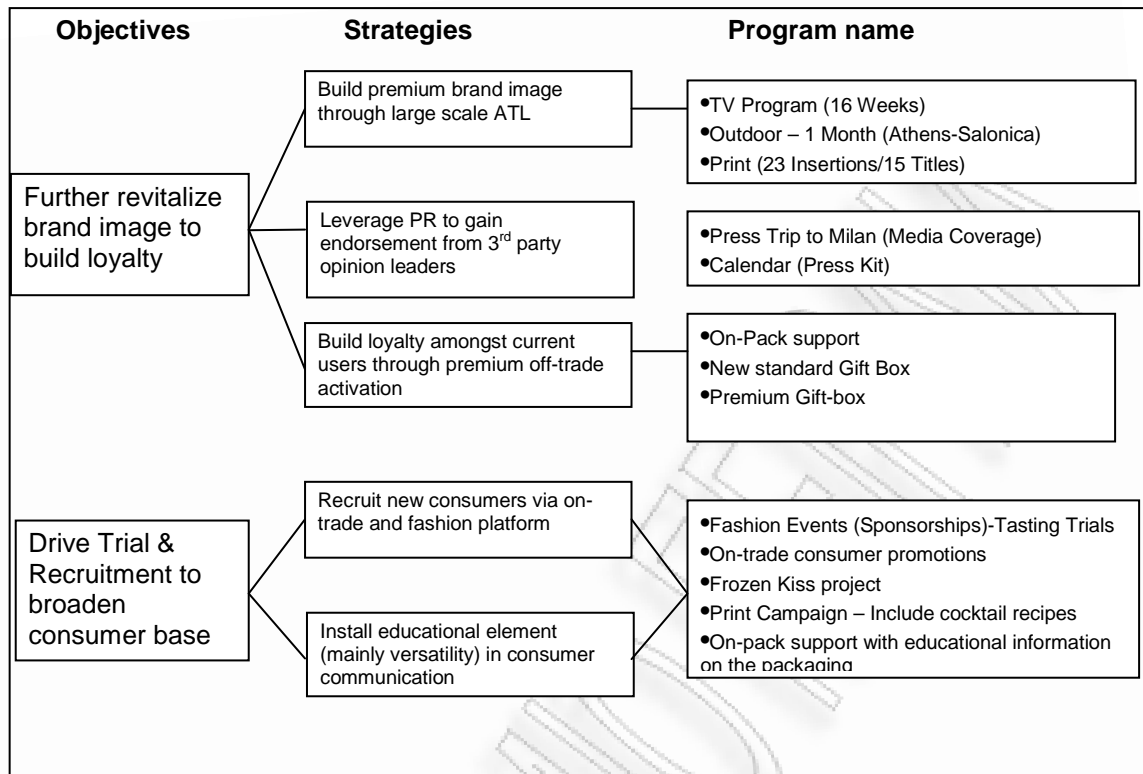 Objectives Strategies Program name
Build premium brand image
through large scale ATL
•TV Program (16 Weeks)
•Outdoor – 1 Month (Athens-Salonica)
•Print (23 Insertions/15 Titles)
Further revitalize
brand image to
build loyalty
Leverage PR to gain
endorsement from 3rd party
opinion leaders
•Press Trip to Milan (Media Coverage)
•Calendar (Press Kit)
Build loyalty amongst current
users through premium off-trade
activation
•On-Pack support
•New standard Gift Box
•Premium Gift-box
Drive Trial &
Recruitment to
broaden
consumer base
Recruit new consumers via on-
trade and fashion platform
Install educational element
(mainly versatility) in consumer
communication
•Fashion Events (Sponsorships)-Tasting Trials
•On-trade consumer promotions
•Frozen Kiss project
•Print Campaign – Include cocktail recipes
•On-pack support with educational information
on the packaging